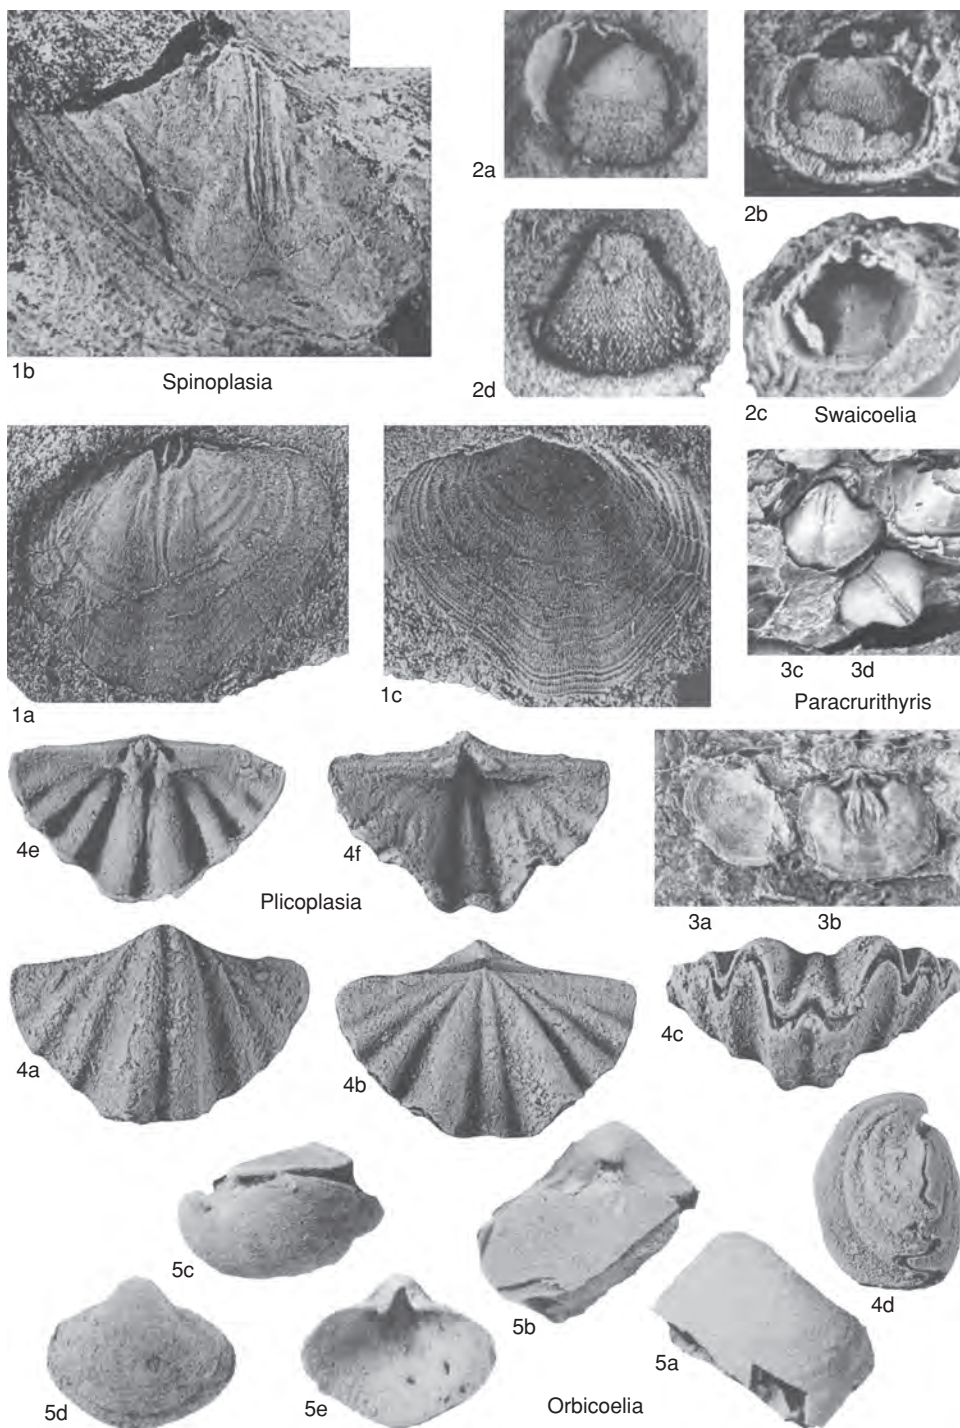 2a
2b
1b
Spinoplasia
2d
2c
Swaicoelia
1a
1c
3c 3d
Paracrurithyris
4e
4f
Plicoplasia
3a 3b
4a
4b
4c
5c
5b
4d
5d
5e
5a
Orbicoelia